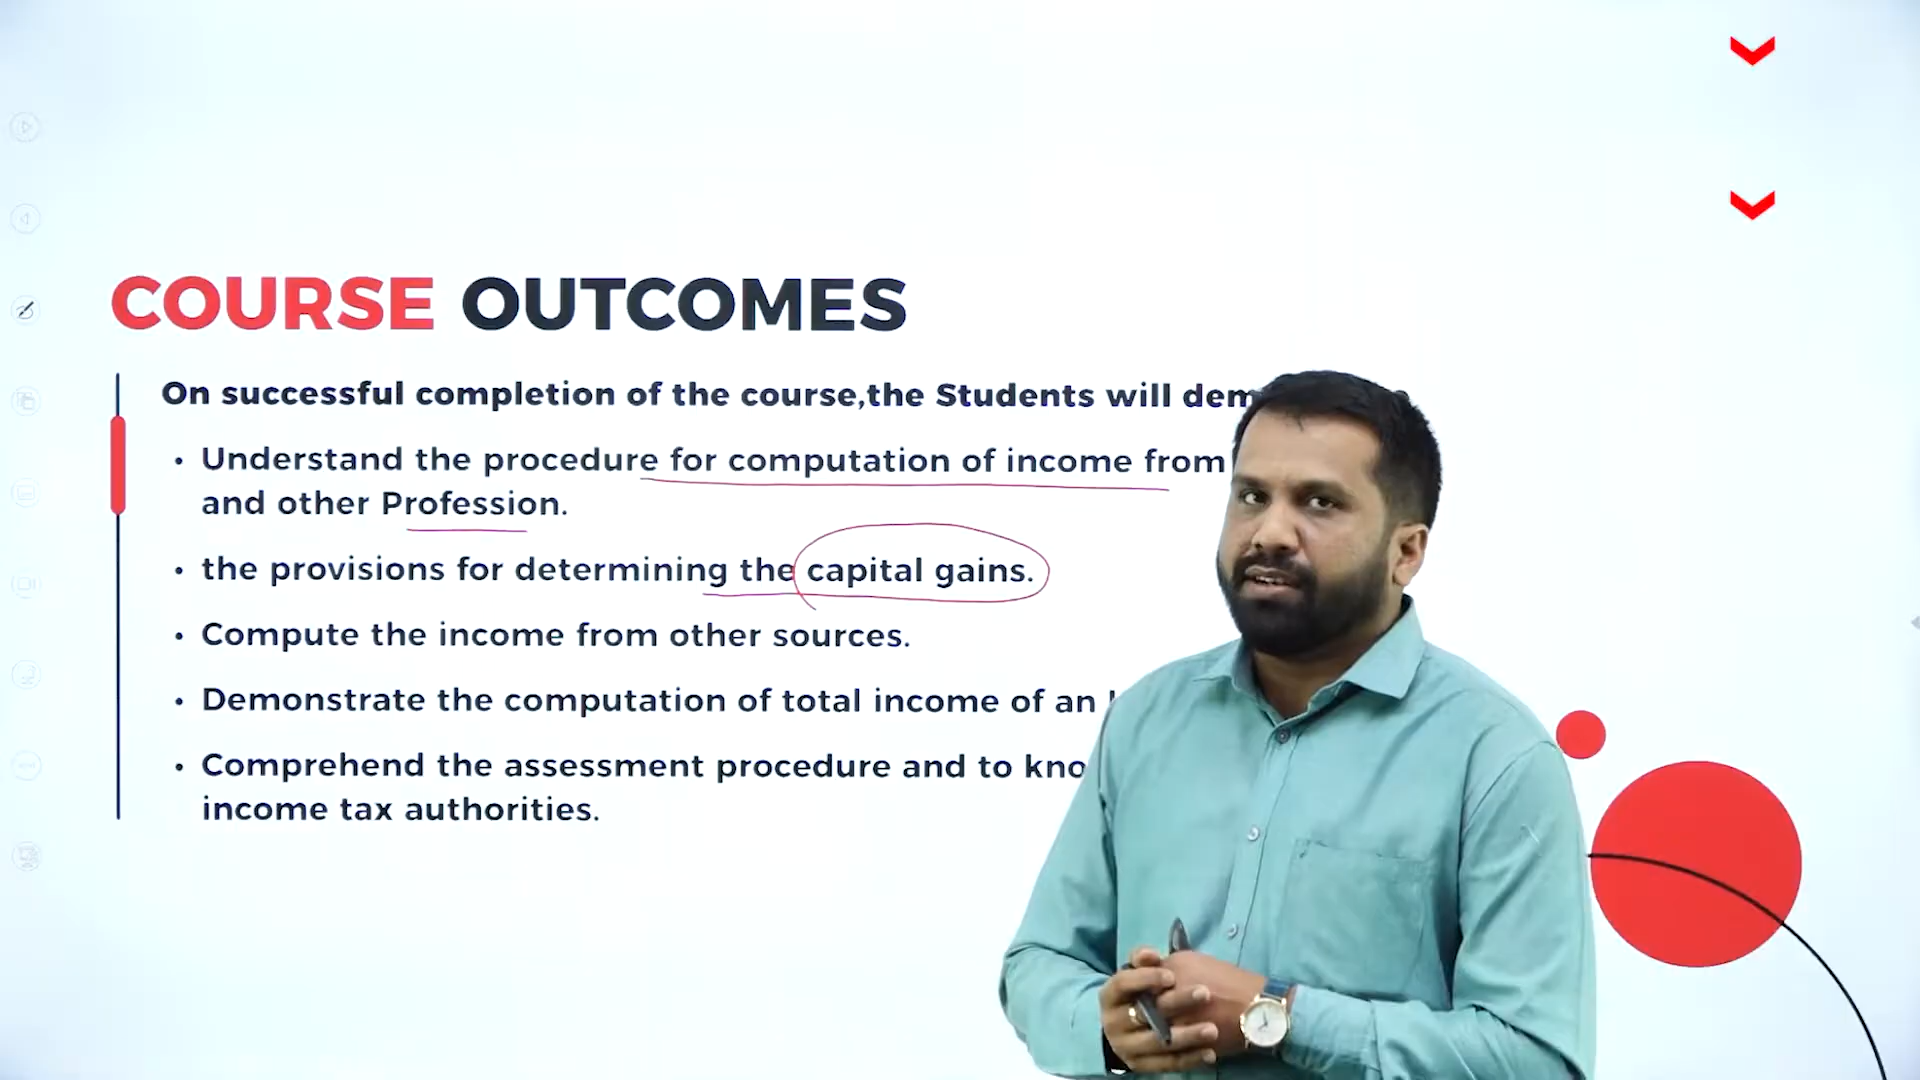 COURSE OUTCOMES
On successful completion of the course,the Students will
• Understand the procedure for computation of income from
and other Profession.
• the provisions for determining the capital gains.
• Compute the income from other sources.
• Demonstrate the computation of total income of an
• Comprehend the assessment procedure and to
income tax authorities.